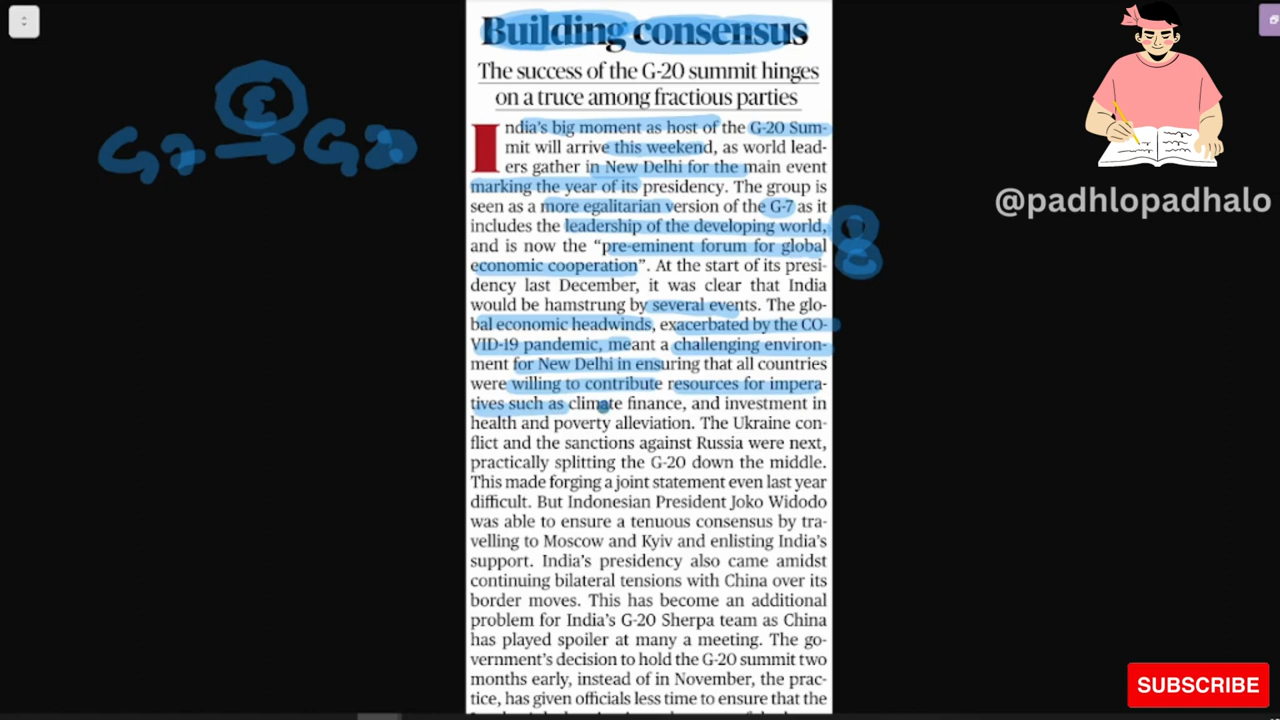 Building consensus
The success of the G-20 summit hinges
on a truce among fractious parties
India's big moment as host of the G-20 Sum-
mit will arrive this weekend, as world lead-
ers gather in New Delhi for the main event
marking the year of its presidency. The group is
seen as a more egalitarian version of the G-7 as it
includes the leadership of the developing world,
and is now the “pre-eminent forum for global
economic cooperation”. At the start of its presi-
dency last December, it was clear that India
would be hamstrung by several events. The glo-
bal economic headwinds, exacerbated by the CO-
VID-19 pandemic, meant a challenging environ-
ment for New Delhi in ensuring that all countries
were willing to contribute resources for impera-
tives such as climate finance, and investment in
health and poverty alleviation. The Ukraine con-
flict and the sanctions against Russia were next,
practically splitting the G-20 down the middle.
This made forging a joint statement even last year
difficult. But Indonesian President Joko Widodo
was able to ensure a tenuous consensus by tra-
velling to Moscow and Kyiv and enlisting India's
support. India's presidency also came amidst
continuing bilateral tensions with China over its
border moves. This has become an additional
problem for India's G-20 Sherpa team as China
has played spoiler at many a meeting. The go-
vernment's decision to hold the G-20 summit two
months early, instead of in November, the prac-
tice, has given officials less time to ensure that the
G7 G20
@padhlopadhalo
SUBSCRIBE